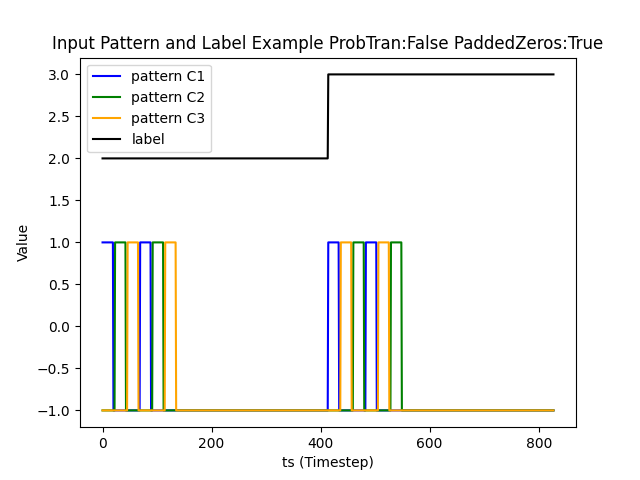 Input Pattern and Label Example ProbTran:False PaddedZeros:True
pattern C1
pattern C2
pattern C3
label
3.0
2.5
2.0
1.5
1.0
0.5
0.0
−0.5
−1.0
Value
0 200 400 600 800
ts (Timestep)